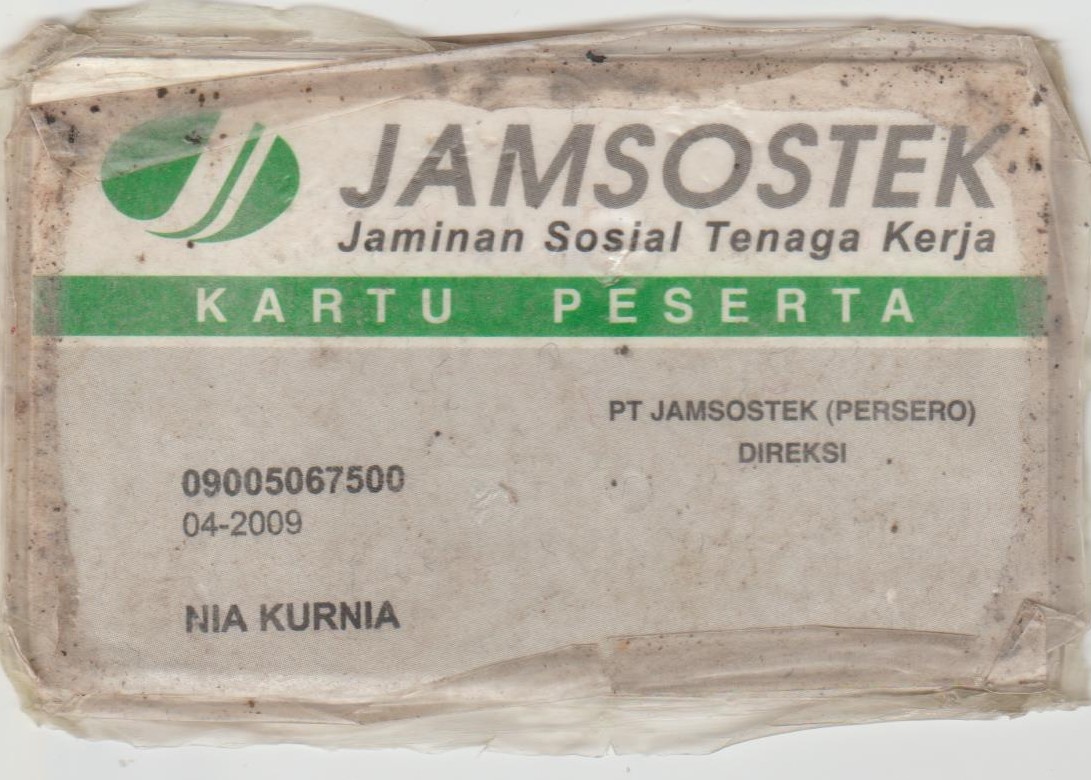 JAMSOSTEK
Jaminan Sosial Tenaga Kerja
KARTU PESERTA
PT JAMSOSTEK (PERSERO)
DIREKSI
09005067500
04-2009
NIA KURNIA